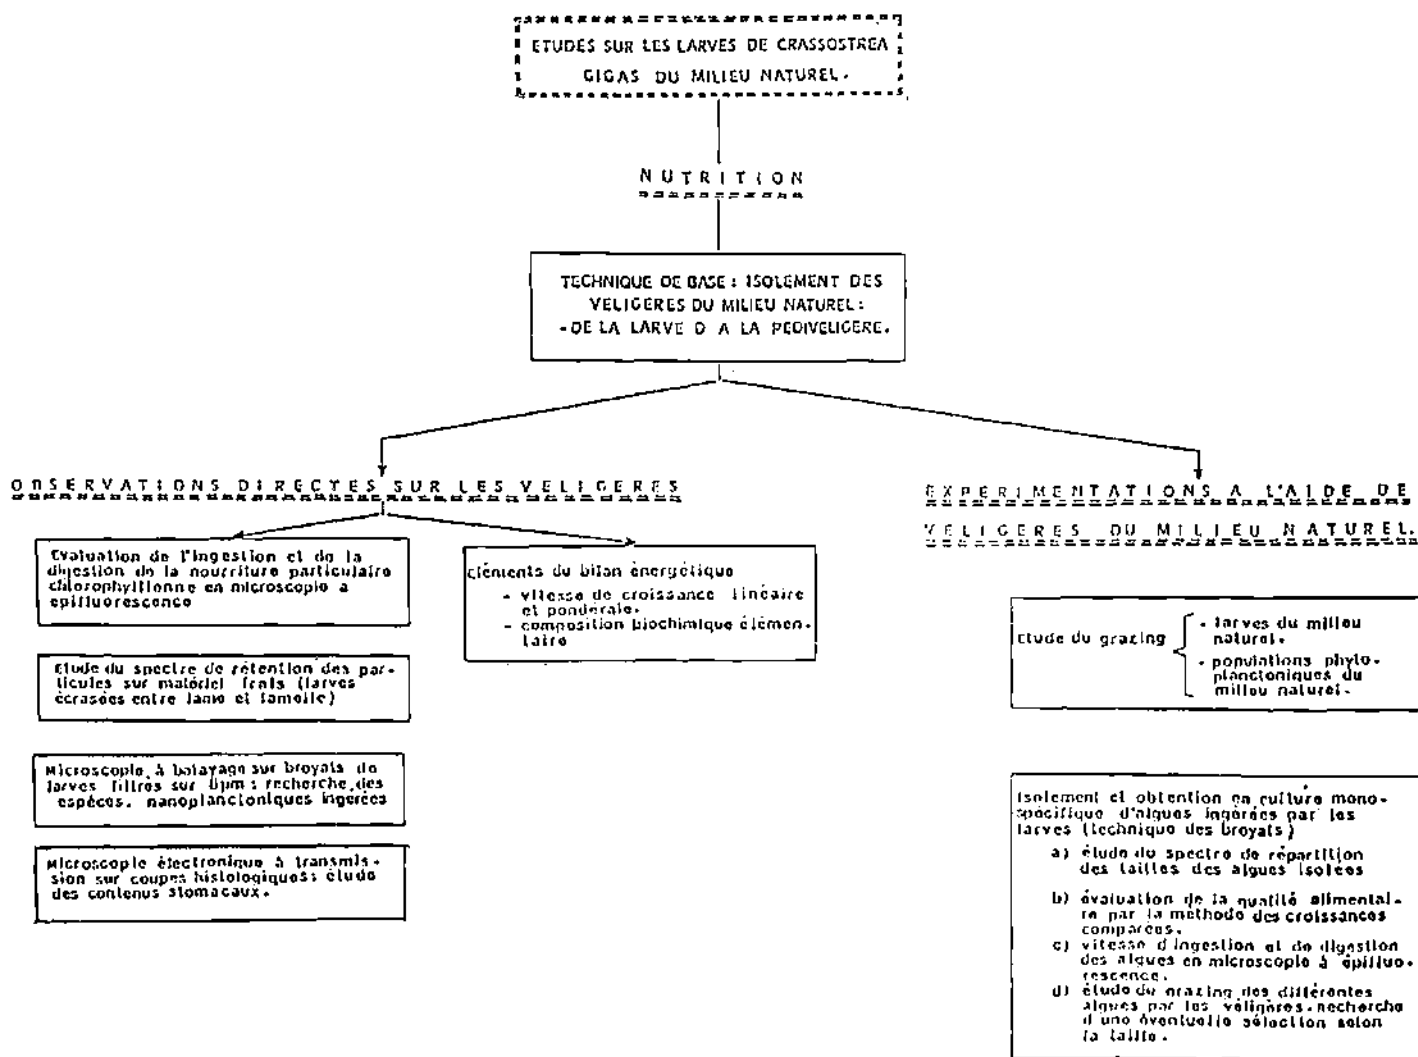 ETUDES SUR LES LARVES DE CRASSOSTREA
GIGAS DU MILIEU NATUREL.
NUTRITION
TECHNIQUE DE BASE : ISOLEMENT DES
VELIGERES DU MILIEU NATUREL :
- DE LA LARVE D A LA PEDIVELIGERE.
OBSERVATIONS DIRECTES SUR LES VELIGERES
Evaluation de l'ingestion et de la
digestion de la nourriture particulaire
chlorophyllienne en microscopie à
epifluorescence
Etude du spectre de rétention des par-
ticules sur matériel frais (larves
écrasées entre lame et lamelle)
Microscopie à balayage sur broyats de
larves filtrés sur : recherche des
espèces nanoplanctoniques ingérées
Microscopie électronique à transmis-
sion sur coupes histologiques: étude
des contenus stomacaux.
Eléments du bilan énergétique
- vitesse de croissance linéaire
et pondérale.
- composition biochimique élémen-
taire
EXPERIMENTATIONS A L'AIDE DE
VELIGERES DU MILIEU NATUREL.
Etude du grazing
- larves du milieu
naturel.
- populations phyto-
planctoniques du
milieu naturel.
Isolement et obtention en culture mono-
spécifique d'algues ingérées par les
larves (technique des broyats)
a) étude du spectre de répartition
des tailles des algues isolées
b) évaluation de la qualité alimentai-
re par la méthode des croissances
comparées.
c) vitesse d'ingestion et de digestion
des algues en microscopie à épifluo-
rescence.
d) étude du grazing des différentes
algues par les véligères.recherche
d'une éventuelle sélection selon
la taille.